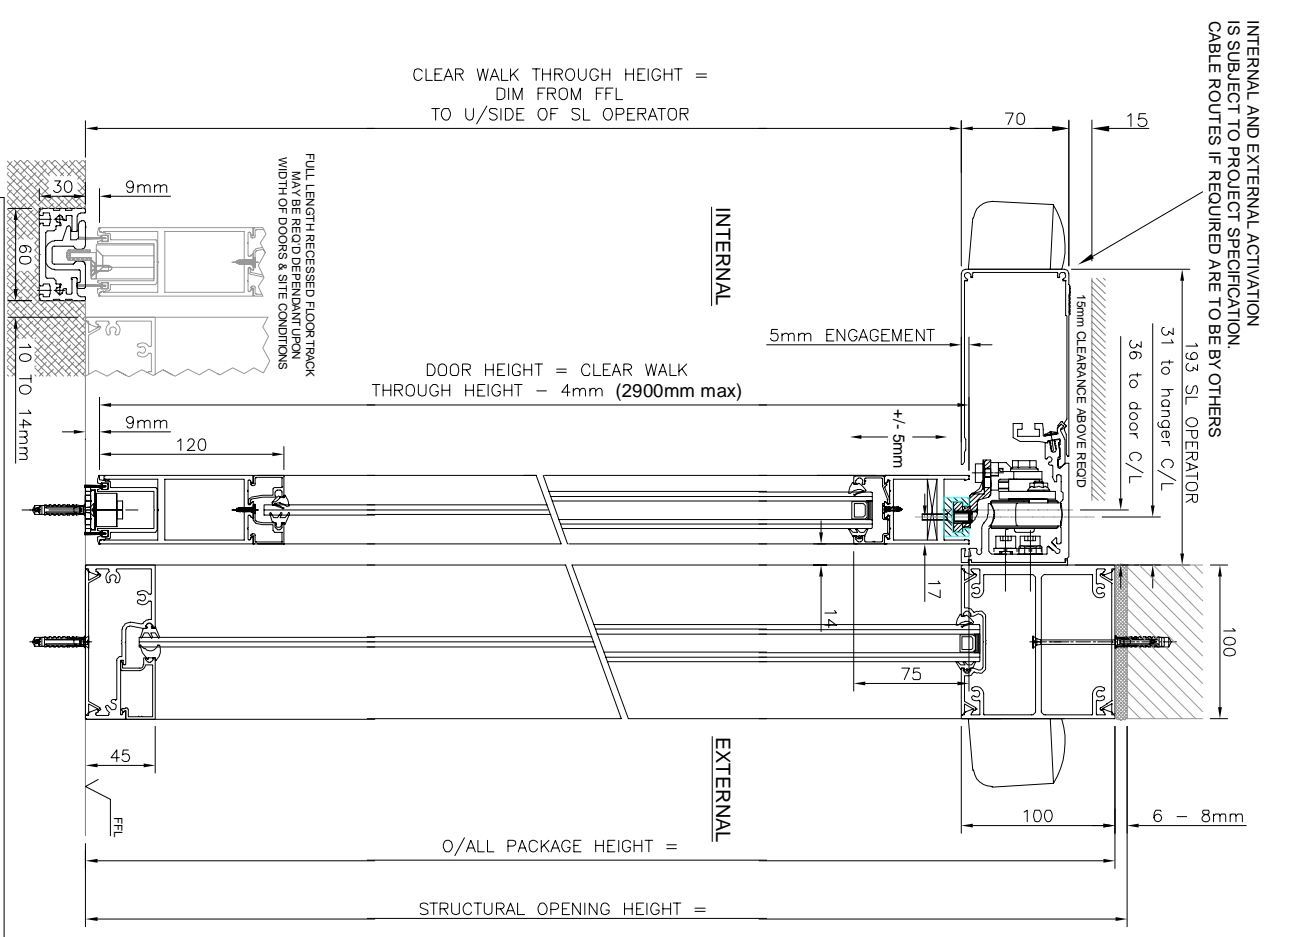 INTERNAL AND EXTERNAL ACTIVATION
IS SUBJECT TO PROJECT SPECIFICATION.
CABLE ROUTES IF REQUIRED ARE TO BE BY OTHERS
CLEAR WALK THROUGH HEIGHT =
DIM FROM FFL
TO U/SIDE OF SL OPERATOR
70
15
30
9mm
60
FULL LENGTH RECESSED FLOOR TRACK
MAY BE REQ'D DEPENDANT UPON
WIDTH OF DOORS & SITE CONDITIONS
INTERNAL
15mm CLEARANCE ABOVE REQ'D
193 SL OPERATOR
31 to hanger C/L
36 to door C/L
5mm ENGAGEMENT
10 TO 14mm
DOOR HEIGHT = CLEAR WALK
THROUGH HEIGHT - 4mm (2900mm max)
9mm
120
+/- 5mm
17
14
75
100
45
FFL
EXTERNAL
100
6 - 8mm
O/ALL PACKAGE HEIGHT =
STRUCTURAL OPENING HEIGHT =